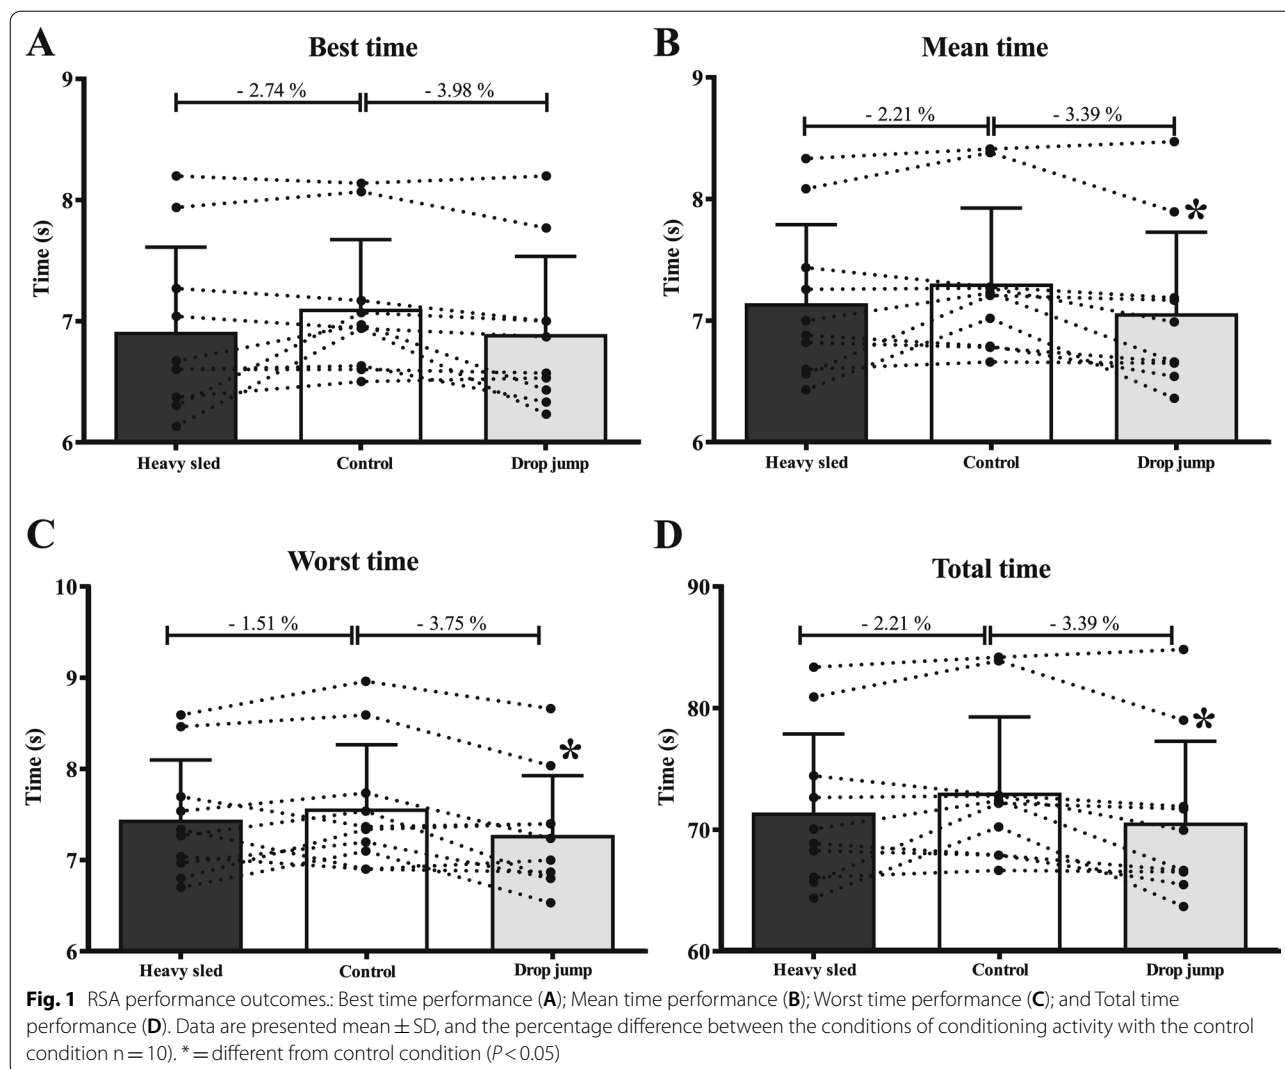 A
Best time
9
8
7
6
Time (s)
- 2.74 %
- 3.98 %
Heavy sled
Control
Drop jump
B
Mean time
9
8
7
6
Time (s)
- 2.21 %
- 3.39 %
*
Heavy sled
Control
Drop jump
C
Worst time
10
9
8
7
6
Time (s)
- 1.51 %
- 3.75 %
*
Heavy sled
Control
Drop jump
D
Total time
90
80
70
60
Time (s)
- 2.21 %
- 3.39 %
*
Heavy sled
Control
Drop jump
Fig. 1 RSA performance outcomes.: Best time performance (A); Mean time performance (B); Worst time performance (C); and Total time
performance (D). Data are presented mean ± SD, and the percentage difference between the conditions of conditioning activity with the control
condition n = 10). * = different from control condition (P < 0.05)